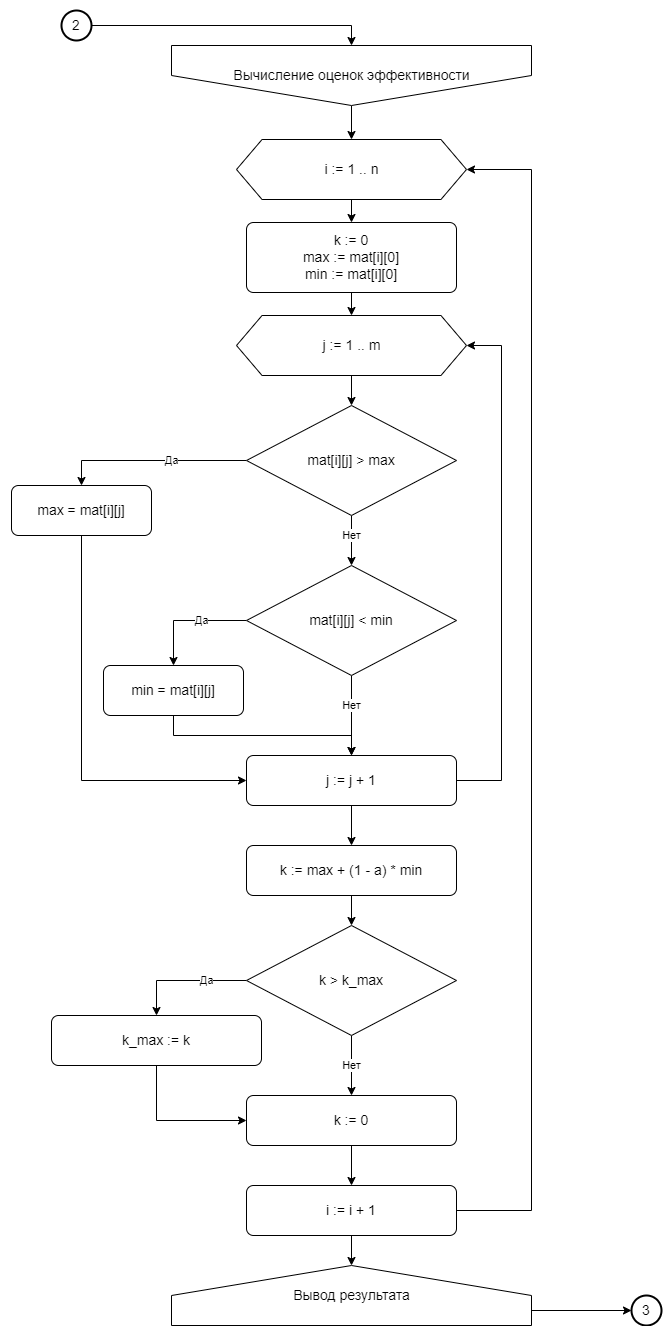 2
Вычисление оценок эффективности
i := 1 .. n
k := 0
max := mat[i][0]
min := mat[i][0]
j := 1 .. m
mat[i][j] > max
Да
max = mat[i][j]
Нет
mat[i][j] < min
Да
min = mat[i][j]
Нет
j := j + 1
k := max + (1 - a) * min
k > k_max
Да
k_max := k
Нет
k := 0
i := i + 1
Вывод результата
3